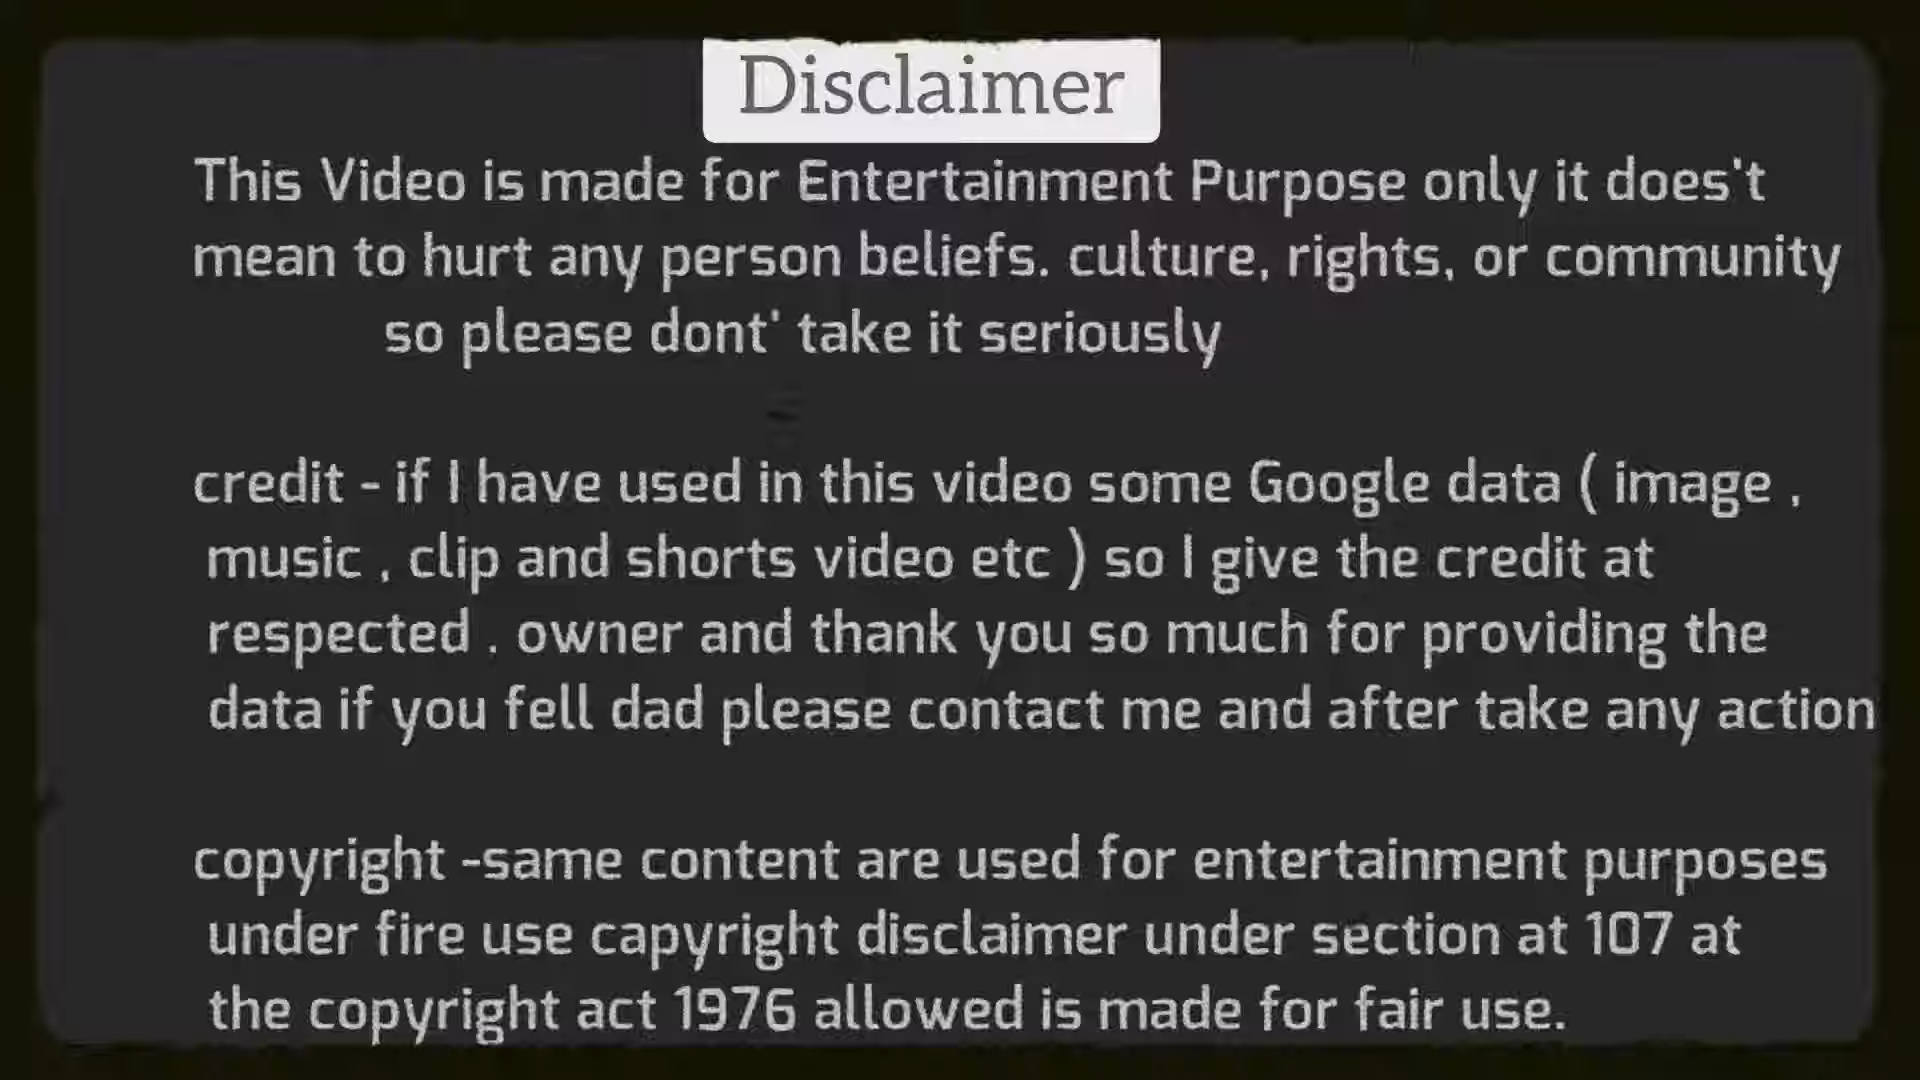 Disclaimer
This Video is made for Entertainment Purpose only it does't
mean to hurt any person beliefs. culture, rights, or community
so please dont' take it seriously
credit - if I have used in this video some Google data ( image ,
music , clip and shorts video etc ) so I give the credit at
respected . owner and thank you so much for providing the
data if you fell dad please contact me and after take any action
copyright -same content are used for entertainment purposes
under fire use capyright disclaimer under section at 107 at
the copyright act 1976 allowed is made for fair use.